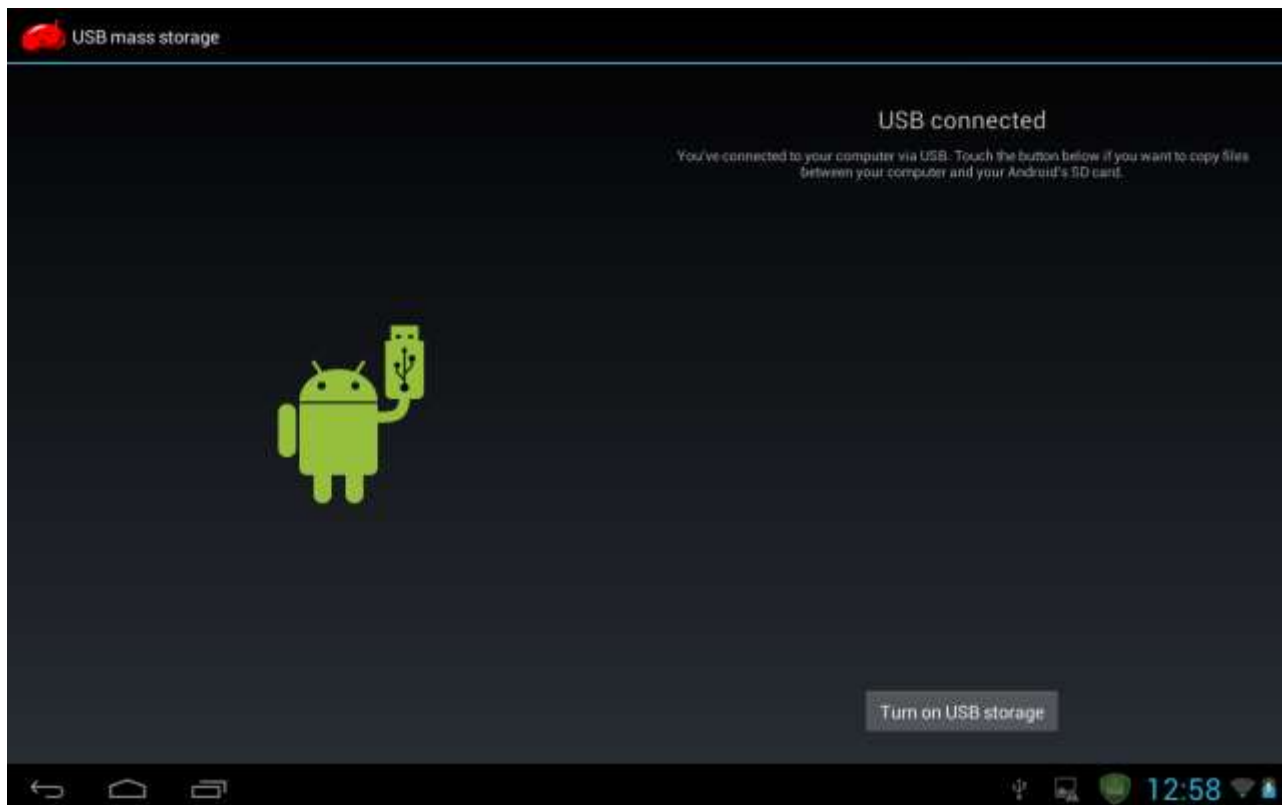 USB mass storage
USB connected
You've connected to your computer via USB. Touch the button below if you want to copy files
between your computer and your Android's SD card.
Turn on USB storage
12:58